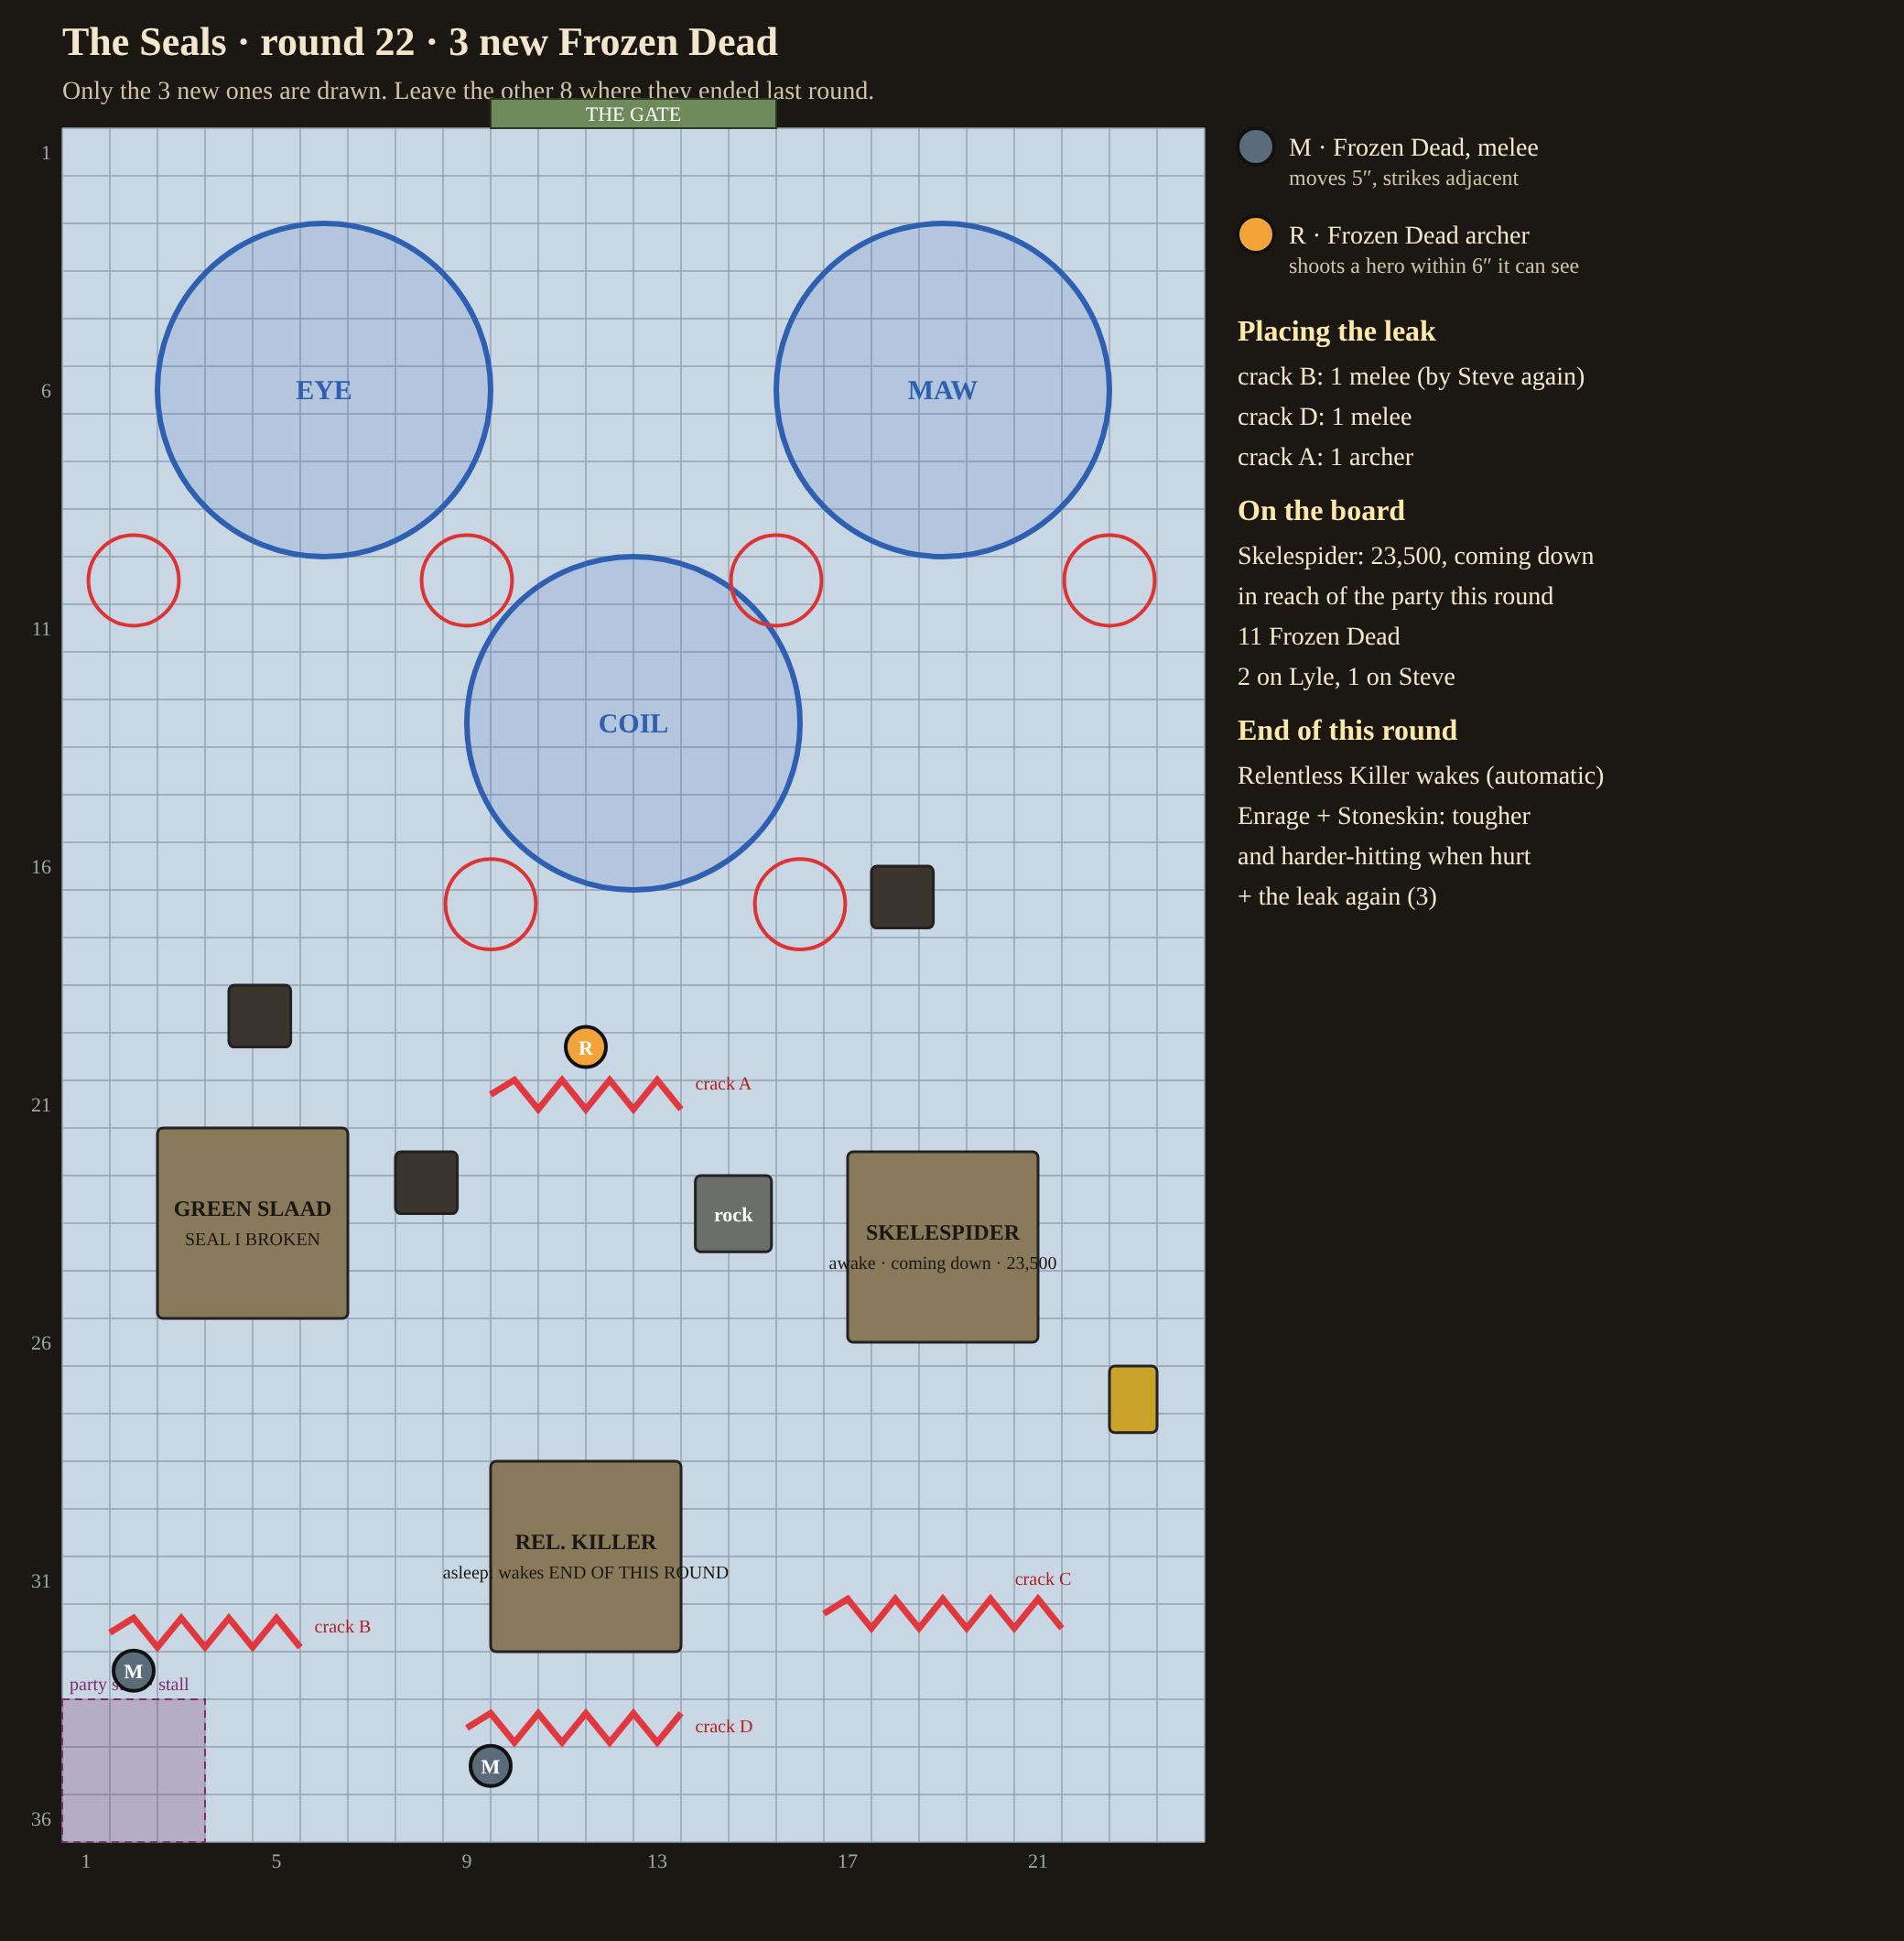 The Seals · round 22 · 3 new Frozen Dead
Only the 3 new ones are drawn. Leave the other 8 where they ended last round.
THE GATE
M · Frozen Dead, melee
moves 5″, strikes adjacent
R · Frozen Dead archer
shoots a hero within 6″ it can see
Placing the leak
crack B: 1 melee (by Steve again)
crack D: 1 melee
crack A: 1 archer
On the board
Skelespider: 23,500, coming down
in reach of the party this round
11 Frozen Dead
2 on Lyle, 1 on Steve
End of this round
Relentless Killer wakes (automatic)
Enrage + Stoneskin: tougher
and harder-hitting when hurt
+ the leak again (3)
1
6
EYE
MAW
11
COIL
16
R
crack A
21
GREEN SLAAD
SEAL I BROKEN
rock
SKELESPIDER
awake · coming down · 23,500
26
REL. KILLER
asleep: wakes END OF THIS ROUND
31
crack C
crack B
M
party stall
crack D
M
36
1 5 9 13 17 21